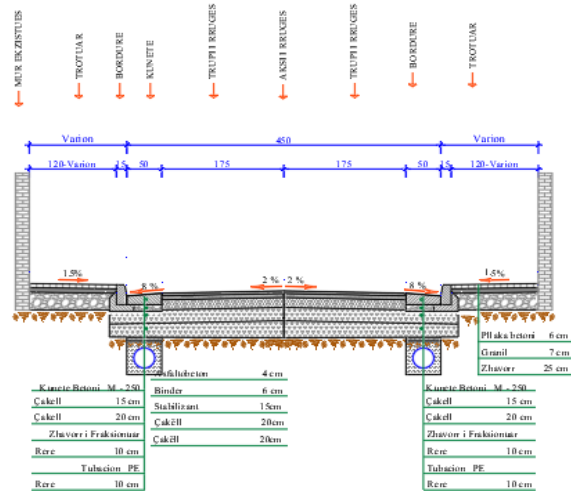 MUR EKZISTUES
TROTUAR
BORDURE
KUNETE
TRUPI I RRUGES
AKSI I RRUGES
TRUPI I RRUGES
BORDURE
TROTUAR
Varion 450 Varion
120-Varion 15 50 175 175 50 15 120-Varion
1.5% 8 % 2 % 2 % 8 % 1.5%
Pllaka betoni 6 cm
Granil 7 cm
Zhavorr 25 cm
Asfaltobeton 4 cm
Binder 6 cm
Stabilizant 15cm
Çakëll 20cm
Çakëll 20cm
Kunete Betoni M - 250
Çakell 15 cm
Çakell 20 cm
Zhavorr i Fraksionuar
Rere 10 cm
Tubacion PE
Rere 10 cm
Kunete Betoni M - 250
Çakell 15 cm
Çakell 20 cm
Zhavorr i Fraksionuar
Rere 10 cm
Tubacion PE
Rere 10 cm